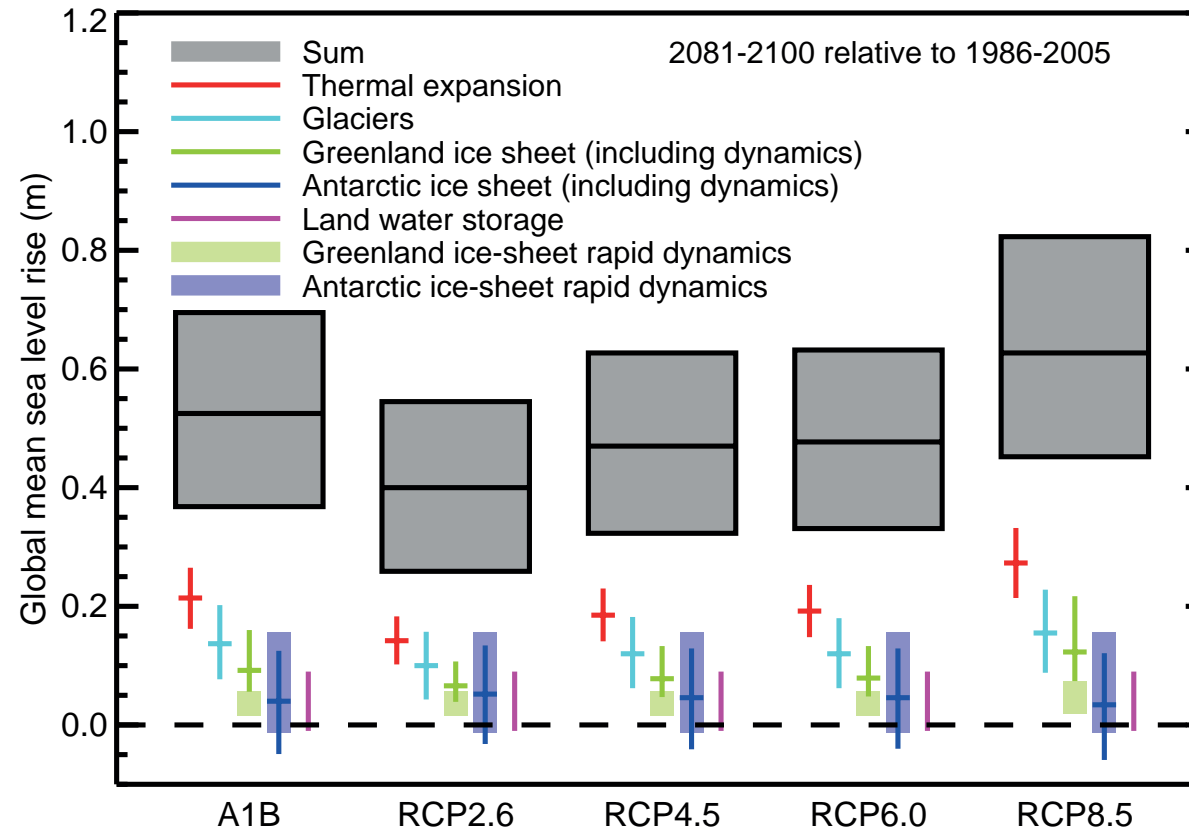 1.2
1.0
0.8
0.6
0.4
0.2
0.0
Global mean sea level rise (m)
Sum
2081-2100 relative to 1986-2005
Thermal expansion
Glaciers
Greenland ice sheet (including dynamics)
Antarctic ice sheet (including dynamics)
Land water storage
Greenland ice-sheet rapid dynamics
Antarctic ice-sheet rapid dynamics
A1B RCP2.6 RCP4.5 RCP6.0 RCP8.5